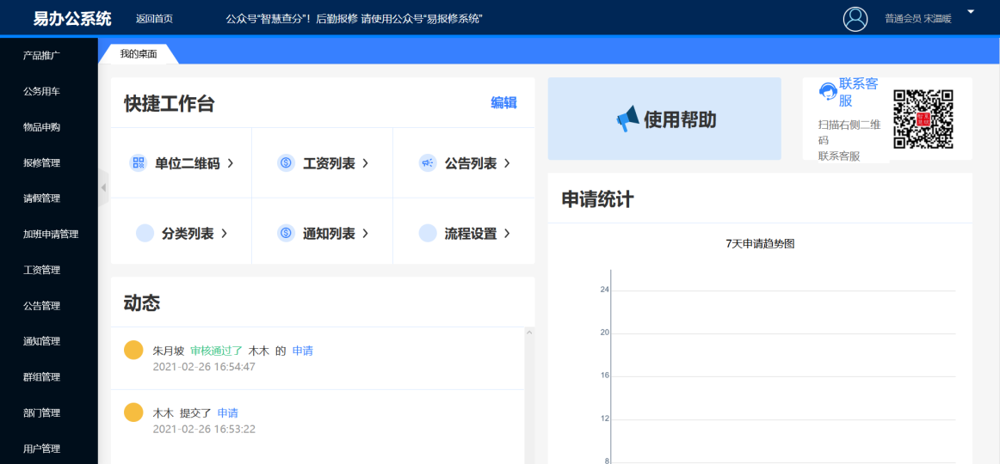 易办公系统
返回首页
公众号“智慧查分”！后勤报修 请使用公众号“易报修系统”
普通会员 宋温暖
产品推广
公务用车
物品申购
报修管理
请假管理
加班申请管理
工资管理
公告管理
通知管理
群组管理
部门管理
用户管理
我的桌面
快捷工作台
编辑
单位二维码
工资列表
公告列表
分类列表
通知列表
流程设置
动态
朱月坡 审核通过了 木木 的 申请
2021-02-26 16:54:47
木木 提交了 申请
2021-02-26 16:53:22
使用帮助
联系客
服
扫描右侧二维
码
联系客服
申请统计
7天申请趋势图
24
20
16
12
8